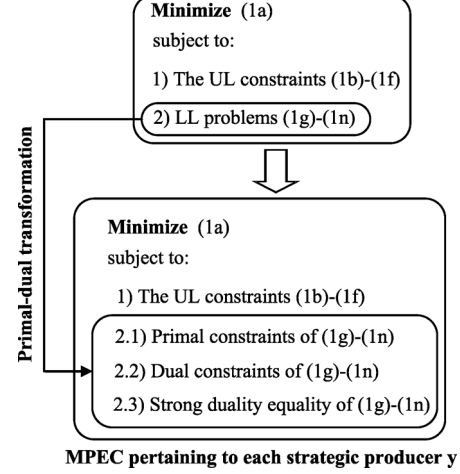 Minimize (1a)
subject to:
1) The UL constraints (1b)-(1f)
2) LL problems (1g)-(1n)
Primal-dual transformation
Minimize (1a)
subject to:
1) The UL constraints (1b)-(1f)
2.1) Primal constraints of (1g)-(1n)
2.2) Dual constraints of (1g)-(1n)
2.3) Strong duality equality of (1g)-(1n)
MPEC pertaining to each strategic producer y